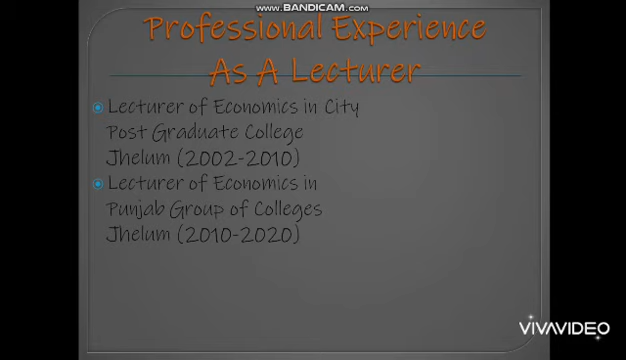 WWW.BANDICAM.COM
Professional Experience
As A Lecturer
Lecturer of Economics in City
Post Graduate College
Jhelum (2002-2010)
Lecturer of Economics in
Punjab Group of Colleges
Jhelum (2010-2020)
VIVAVIDEO